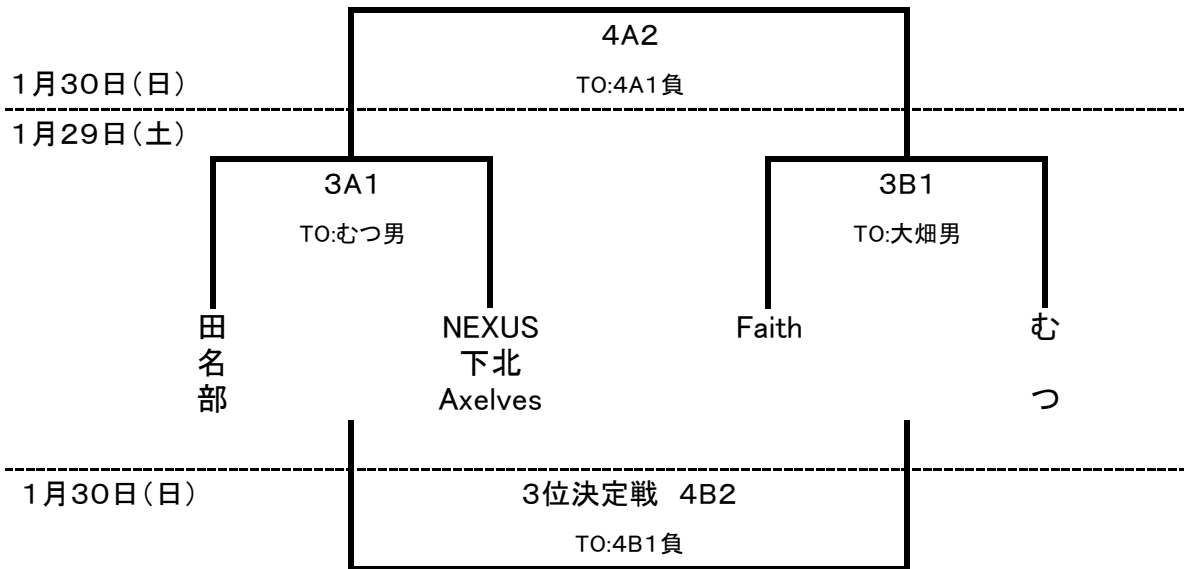 4A2
1月30日(日)
TO:4A1負
1月29日(土)
3A1
3B1
TO:むつ男
TO:大畑男
田名部
NEXUS
下北
Axelves
Faith
むつ
1月30日(日)
3位決定戦 4B2
TO:4B1負